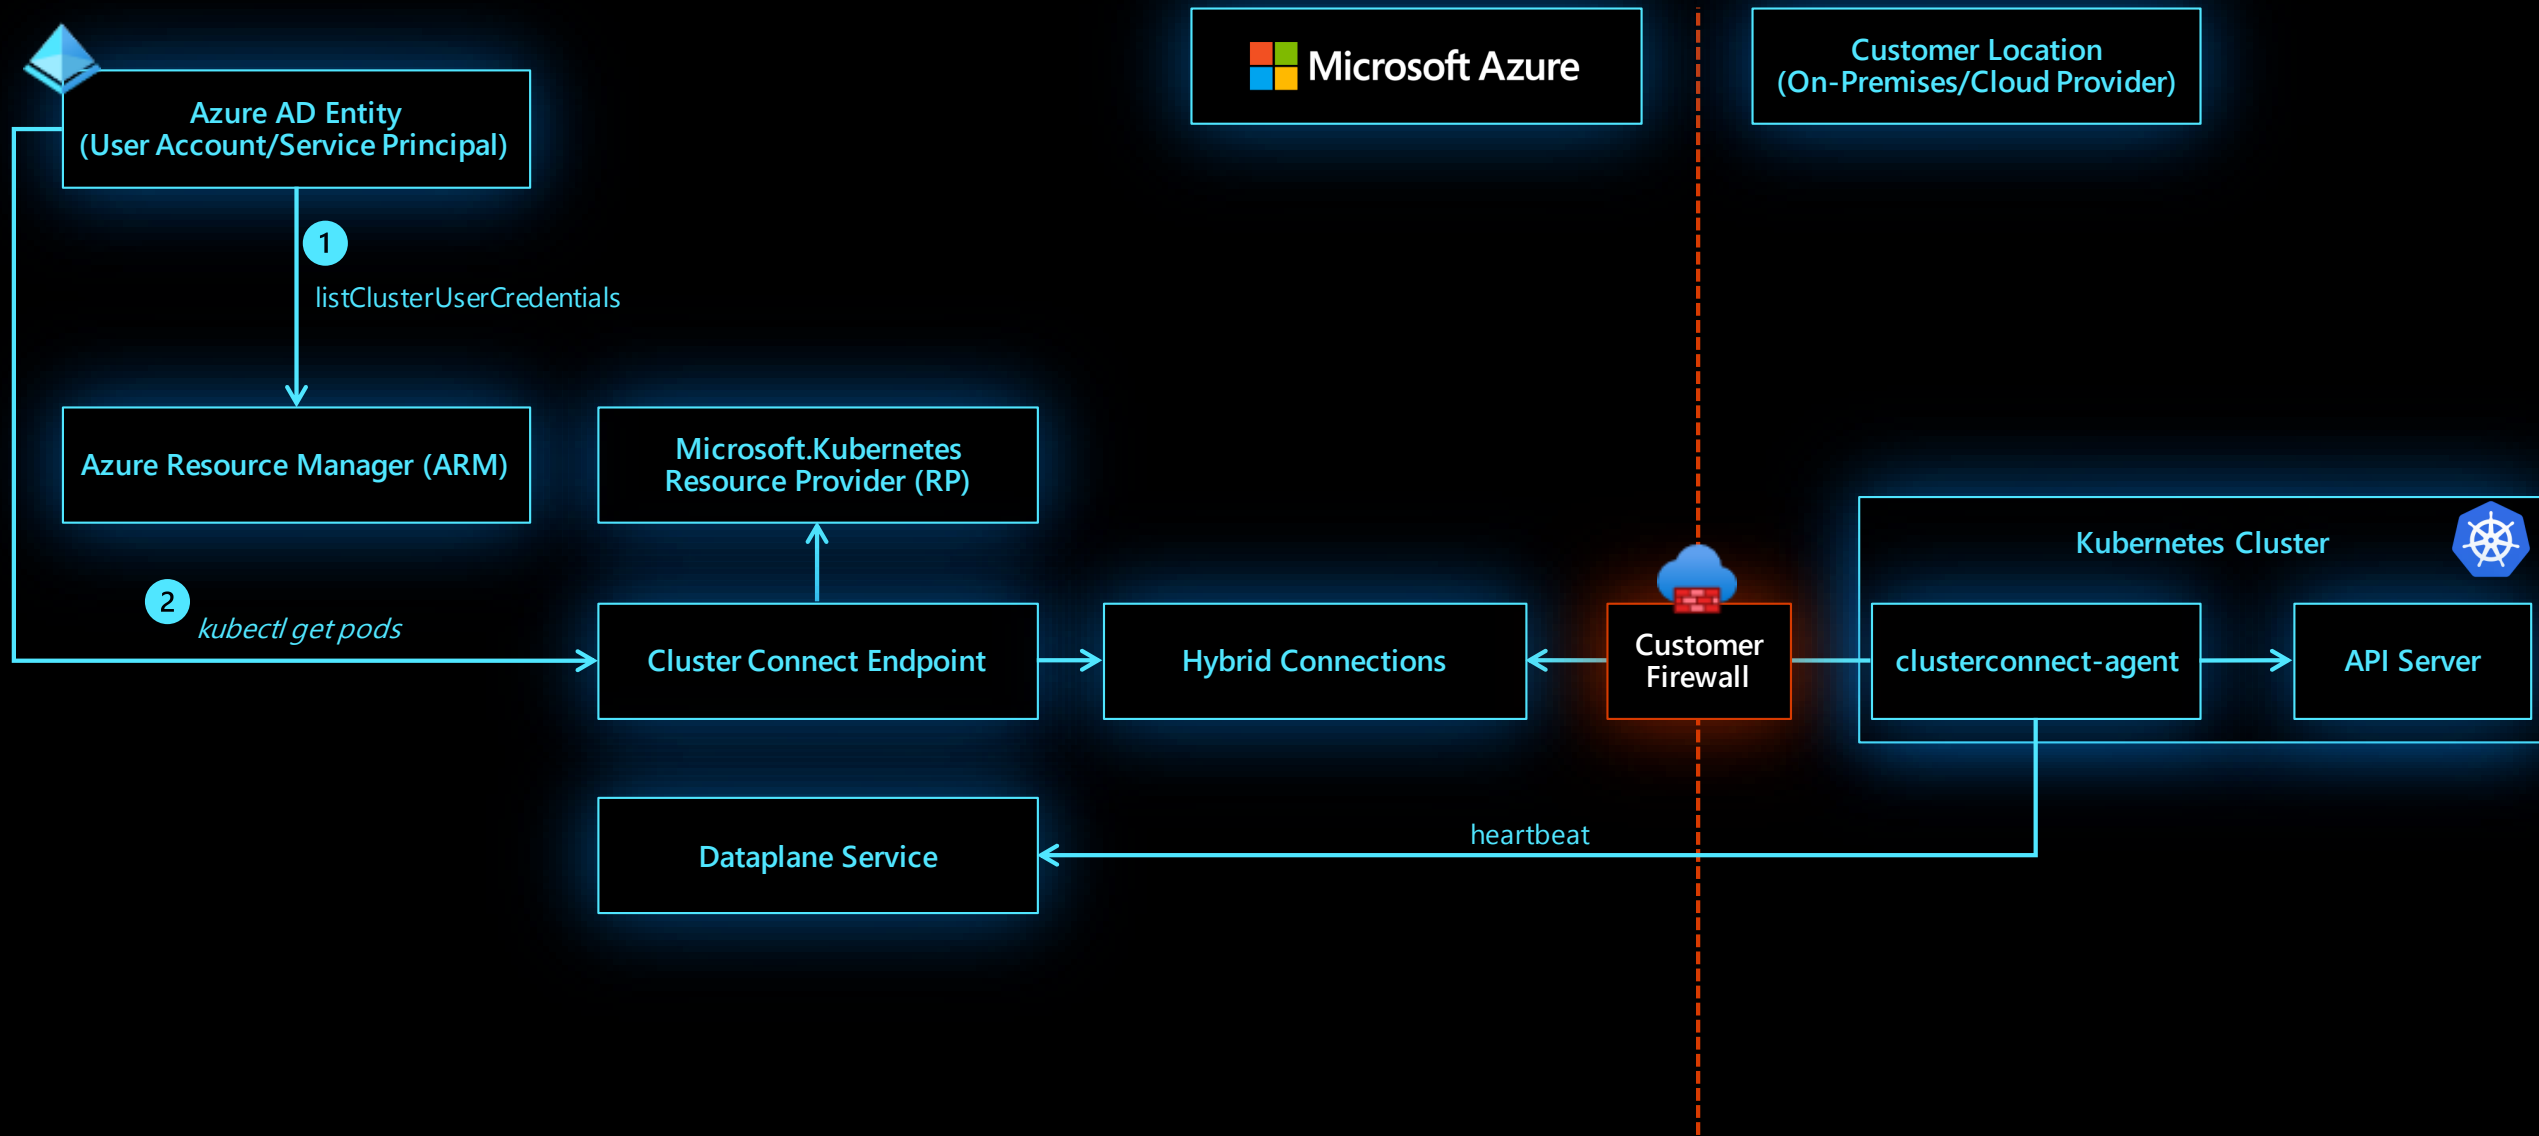 Microsoft Azure
Customer Location
(On-Premises/Cloud Provider)
Azure AD Entity
(User Account/Service Principal)
1
listClusterUserCredentials
Azure Resource Manager (ARM)
Microsoft.Kubernetes
Resource Provider (RP)
Kubernetes Cluster
2
kubectl get pods
Cluster Connect Endpoint
Hybrid Connections
Customer
Firewall
clusterconnect-agent
API Server
heartbeat
Dataplane Service